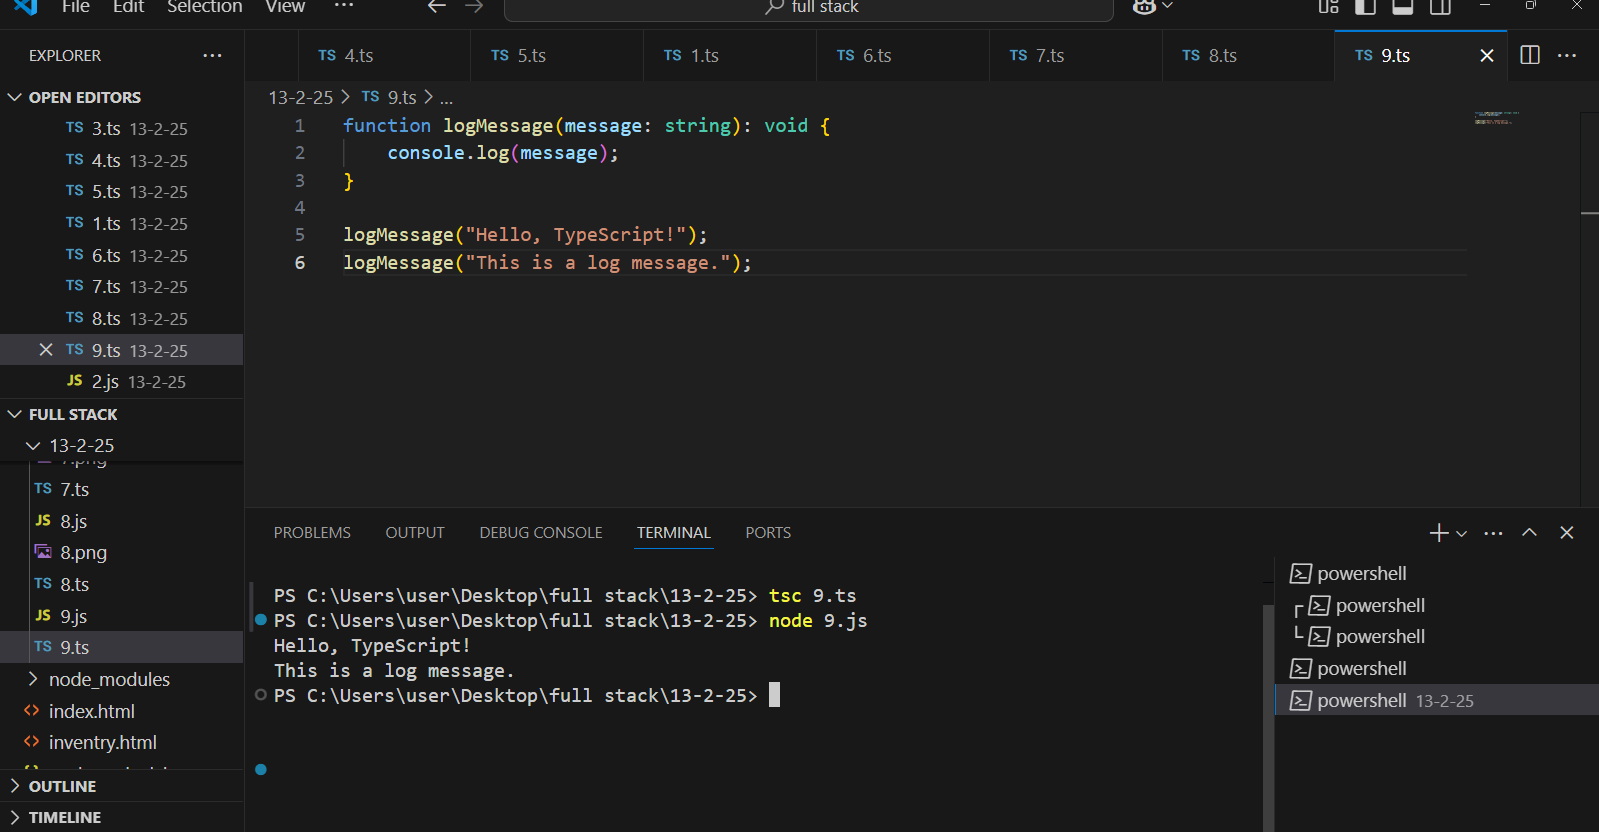 File Edit Selection View ...
full stack
EXPLORER ...
OPEN EDITORS
TS 3.ts 13-2-25
TS 4.ts 13-2-25
TS 5.ts 13-2-25
TS 1.ts 13-2-25
TS 6.ts 13-2-25
TS 7.ts 13-2-25
TS 8.ts 13-2-25
TS 9.ts 13-2-25
JS 2.js 13-2-25
FULL STACK
13-2-25
7.png
TS 7.ts
JS 8.js
8.png
TS 8.ts
JS 9.js
TS 9.ts
node_modules
<> index.html
<> inventry.html
OUTLINE
TIMELINE
TS 4.ts TS 5.ts TS 1.ts TS 6.ts TS 7.ts TS 8.ts TS 9.ts
13-2-25 > TS 9.ts > ...
1 function logMessage(message: string): void {
2 console.log(message);
3 }
4
5 logMessage("Hello, TypeScript!");
6 logMessage("This is a log message.");
PROBLEMS OUTPUT DEBUG CONSOLE TERMINAL PORTS
PS C:\Users\user\Desktop\full stack\13-2-25> tsc 9.ts
PS C:\Users\user\Desktop\full stack\13-2-25> node 9.js
Hello, TypeScript!
This is a log message.
PS C:\Users\user\Desktop\full stack\13-2-25>
powershell
powershell
powershell
powershell
powershell 13-2-25